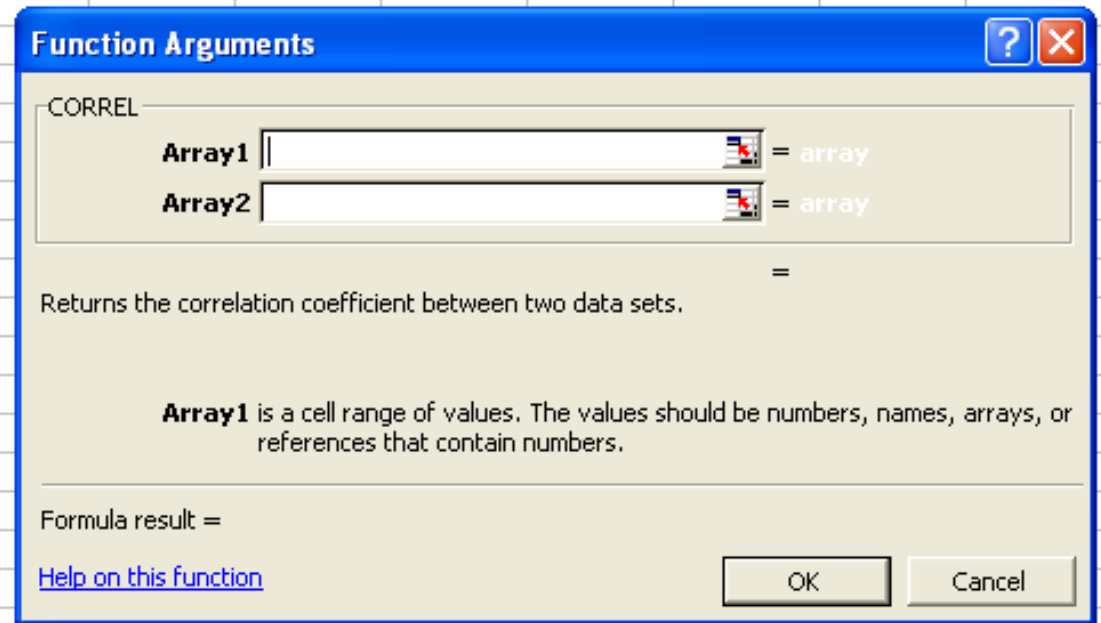 Function Arguments
CORREL
Array1 = array
Array2 = array
=
Returns the correlation coefficient between two data sets.
Array1 is a cell range of values. The values should be numbers, names, arrays, or
references that contain numbers.
Formula result =
Help on this function
OK Cancel